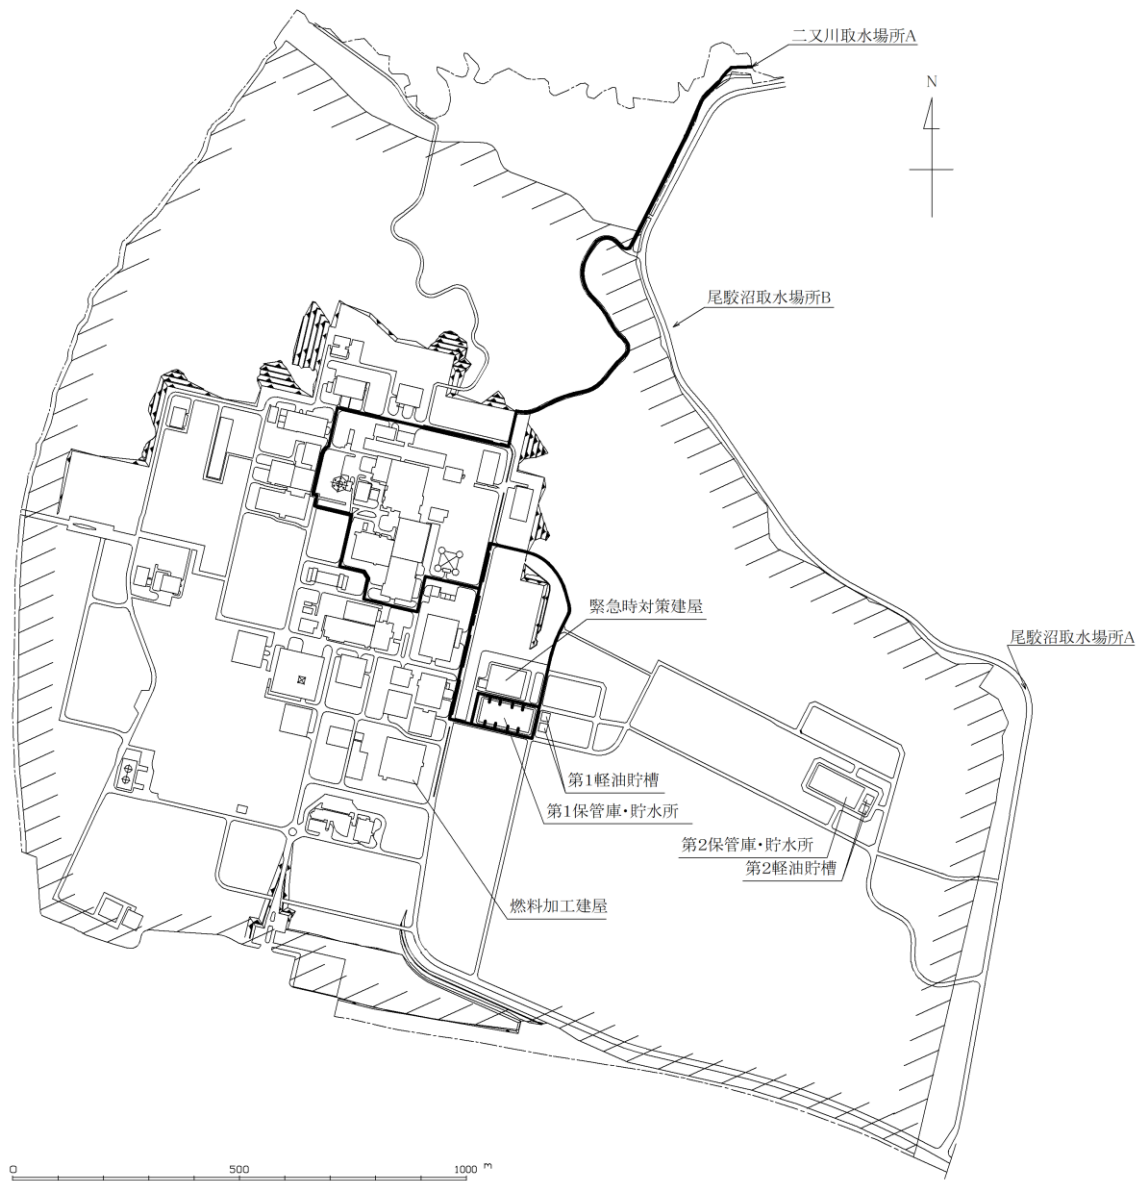 二又川取水場所A
N
尾駮沼取水場所B
緊急時対策建屋
尾駮沼取水場所A
第1軽油貯槽
第1保管庫・貯水所
第2保管庫・貯水所
第2軽油貯槽
燃料加工建屋
0 500 1000 m